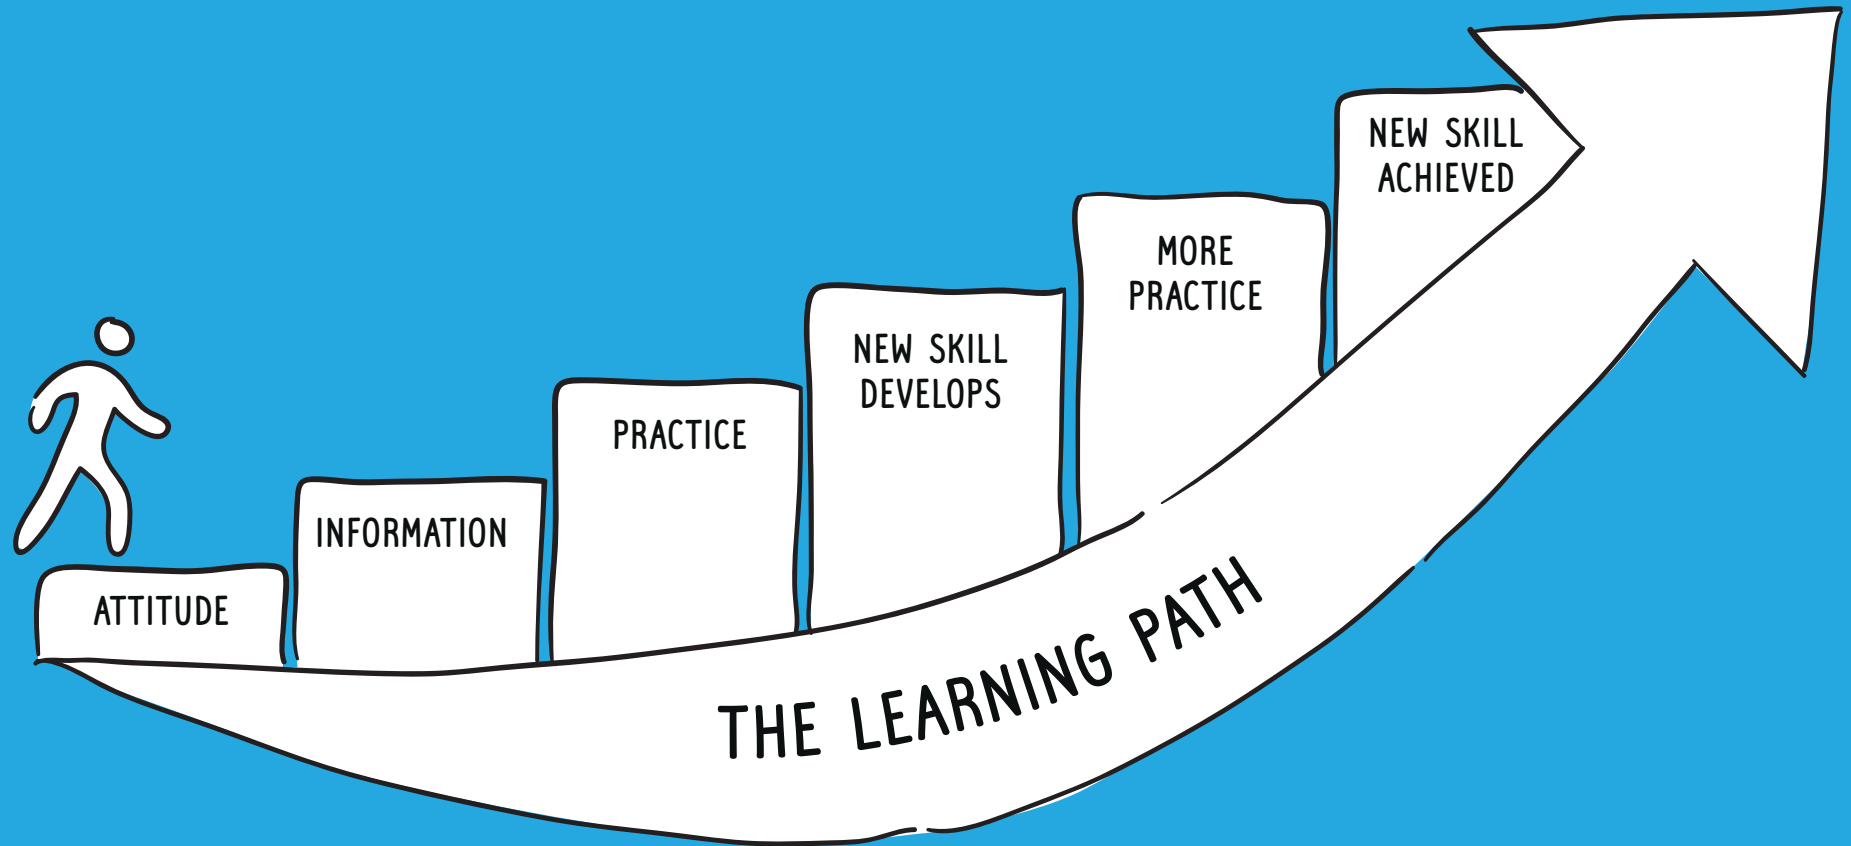 ATTITUDE
INFORMATION
PRACTICE
NEW SKILL
DEVELOPS
MORE
PRACTICE
NEW SKILL
ACHIEVED
THE LEARNING PATH